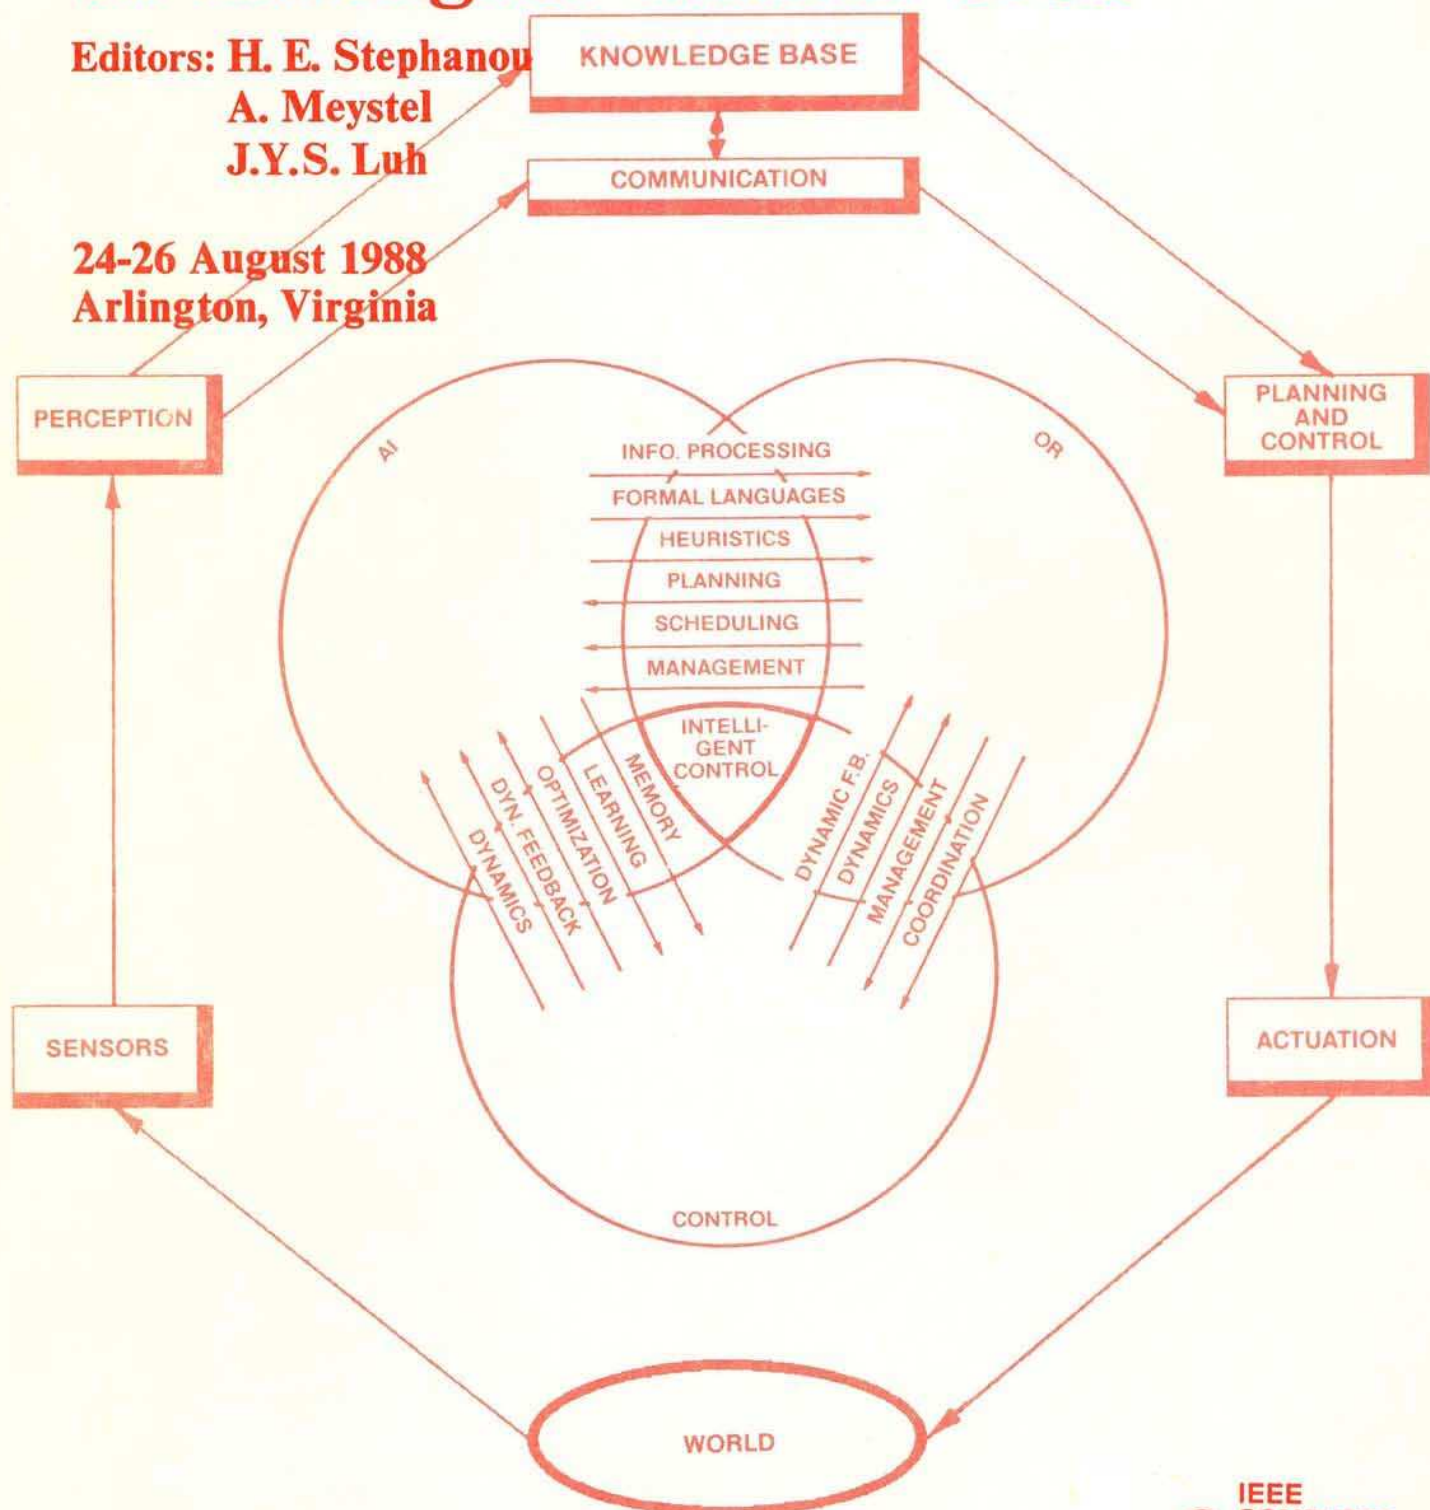 Editors: H. E. Stephanou
A. Meystel
J.Y.S. Luh
24-26 August 1988
Arlington, Virginia
KNOWLEDGE BASE
COMMUNICATION
PERCEPTION
PLANNING
AND
CONTROL
AI
OR
INFO. PROCESSING
FORMAL LANGUAGES
HEURISTICS
PLANNING
SCHEDULING
MANAGEMENT
INTELLI-
GENT
CONTROL
DYNAMICS
DYN. FEEDBACK
OPTIMIZATION
LEARNING
MEMORY
DYNAMIC F.B.
DYNAMICS
MANAGEMENT
COORDINATION
SENSORS
ACTUATION
CONTROL
WORLD
IEEE